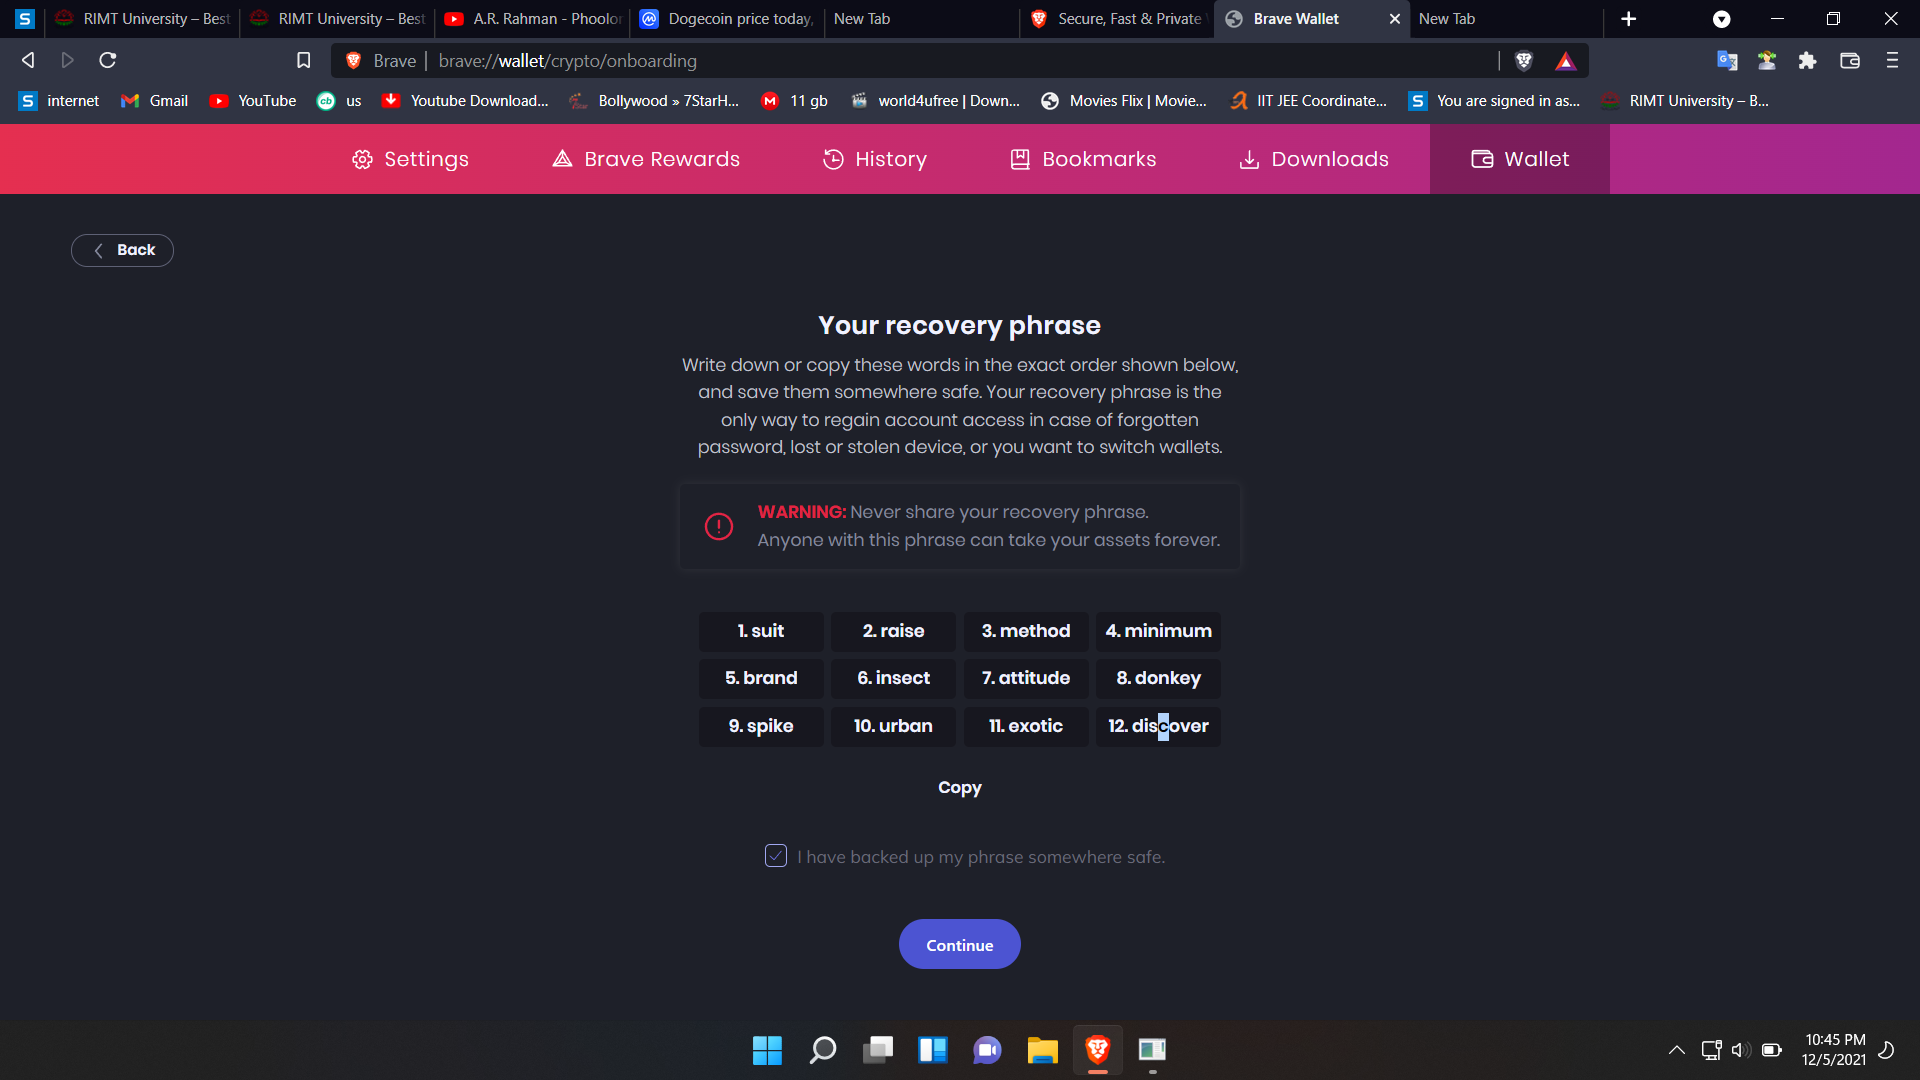 RIMT University – Best
RIMT University – Best
A.R. Rahman - Phoolon
Dogecoin price today,
New Tab
Secure, Fast & Private
Brave Wallet
New Tab
Brave | brave://wallet/crypto/onboarding
internet
Gmail
YouTube
us
Youtube Download...
Bollywood » 7StarH...
11 gb
world4ufree | Down...
Movies Flix | Movie...
IIT JEE Coordinate...
You are signed in as...
RIMT University – B...
Settings
Brave Rewards
History
Bookmarks
Downloads
Wallet
Back
Your recovery phrase
Write down or copy these words in the exact order shown below,
and save them somewhere safe. Your recovery phrase is the
only way to regain account access in case of forgotten
password, lost or stolen device, or you want to switch wallets.
WARNING: Never share your recovery phrase.
Anyone with this phrase can take your assets forever.
1. suit
2. raise
3. method
4. minimum
5. brand
6. insect
7. attitude
8. donkey
9. spike
10. urban
11. exotic
12. discover
Copy
I have backed up my phrase somewhere safe.
Continue
10:45 PM
12/5/2021